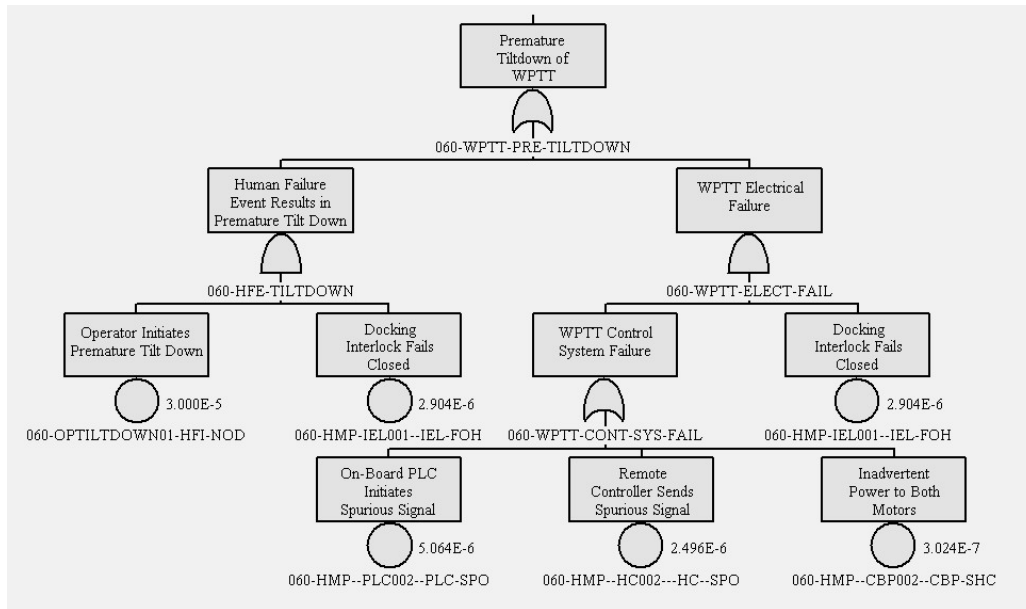 Premature
Tiltdown of
WPTT
060-WPTT-PRE-TILTDOWN
Human Failure
Event Results in
Premature Tilt Down
060-HFE-TILTDOWN
WPTT Electrical
Failure
060-WPTT-ELECT-FAIL
Operator Initiates
Premature Tilt Down
3.000E-5
060-OPTILTDOWN01-HFI-NOD
Docking
Interlock Fails
Closed
2.904E-6
060-HMP-IEL001--IEL-FOH
WPTT Control
System Failure
060-WPTT-CONT-SYS-FAIL
Docking
Interlock Fails
Closed
2.904E-6
060-HMP-IEL001--IEL-FOH
On-Board PLC
Initiates
Spurious Signal
5.064E-6
060-HMP--PLC002--PLC-SPO
Remote
Controller Sends
Spurious Signal
2.496E-6
060-HMP--HC002---HC--SPO
Inadvertent
Power to Both
Motors
3.024E-7
060-HMP--CBP002--CBP-SHC